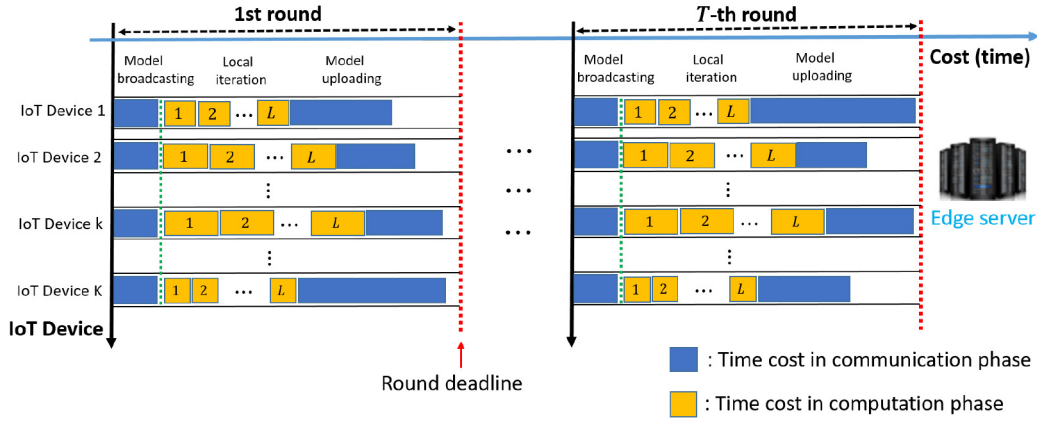 1st round
T-th round
Cost (time)
Model broadcasting
Local iteration
Model uploading
Model broadcasting
Local iteration
Model uploading
IoT Device 1
1 2 ... L
1 2 ... L
IoT Device 2
1 2 ... L
1 2 ... L
...
...
IoT Device k
1 2 ... L
1 2 ... L
...
Edge server
IoT Device K
1 2 ... L
1 2 ... L
IoT Device
Round deadline
: Time cost in communication phase
: Time cost in computation phase